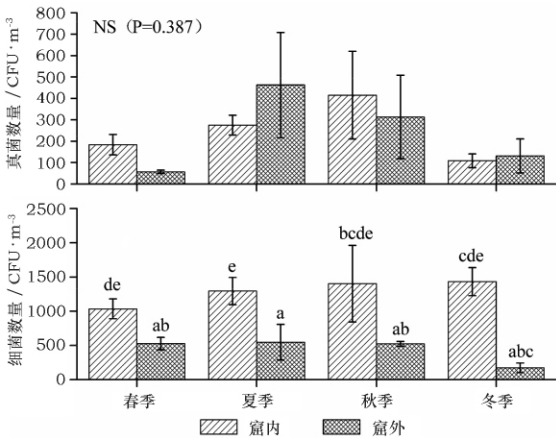 真菌数量/CFU·m⁻³
800
700
600
500
400
300
200
100
0
NS（P=0.387）
细菌数量/CFU·m⁻³
2500
2000
1500
1000
500
0
de
ab
e
a
bcde
ab
cde
abc
春季 夏季 秋季 冬季
窟内 窟外